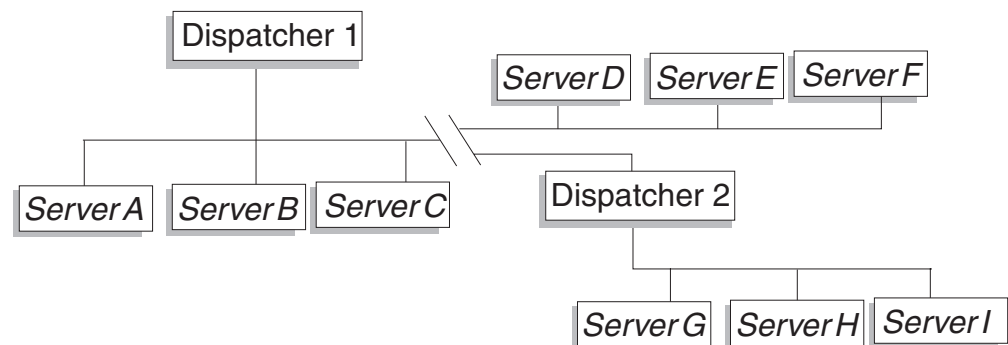 Dispatcher 1
Server D
Server E
Server F
Server A
Server B
Server C
Dispatcher 2
Server G
Server H
Server I